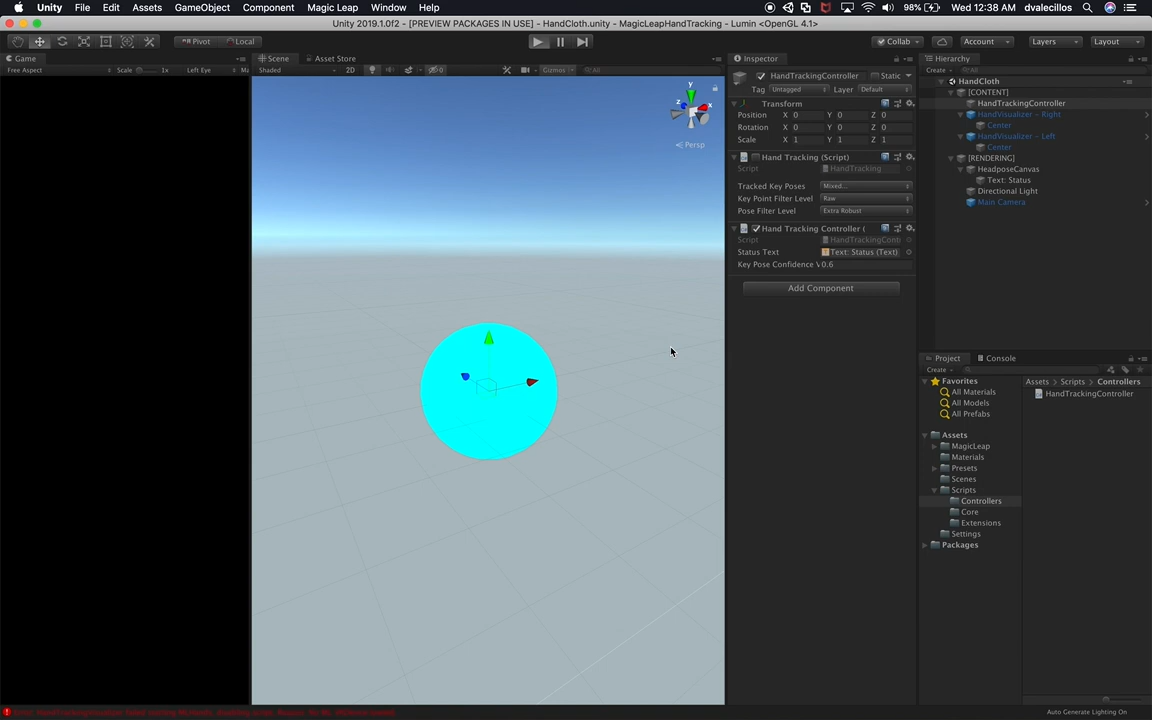 Unity File Edit Assets GameObject Component Magic Leap Window Help 98% Wed 12:38 AM dvalecillos
Unity 2019.1.0f2 - [PREVIEW PACKAGES IN USE] - HandCloth.unity - MagicLeapHandTracking - Lumin <OpenGL 4.1>
Pivot Local Collab Account Layers Layout
Game Scene Asset Store Inspector Hierarchy
Free Aspect Scale 1x Left Eye Shaded 2D 0 Gizmos All Create All
HandTrackingController Static
Tag Untagged Layer Default
Transform
Position X 0 Y 0 Z 0
Rotation X 0 Y 0 Z 0
Scale X 1 Y 1 Z 1
Hand Tracking (Script)
Script HandTracking
Tracked Key Poses Mixed...
Key Point Filter Level Raw
Pose Filter Level Extra Robust
Hand Tracking Controller (
Script HandTrackingCont
Status Text Text: Status (Text)
Key Pose Confidence V 0.6
Add Component
y
z x
Persp
HandCloth
[CONTENT]
HandTrackingController
HandVisualizer - Right
Center
HandVisualizer - Left
Center
[RENDERING]
HeadposeCanvas
Text: Status
Directional Light
Main Camera
Project Console
Create
Favorites
All Materials
All Models
All Prefabs
Assets
MagicLeap
Materials
Presets
Scenes
Scripts
Controllers
Core
Extensions
Settings
Packages
Assets > Scripts > Controllers
HandTrackingController
Auto Generate Lighting On